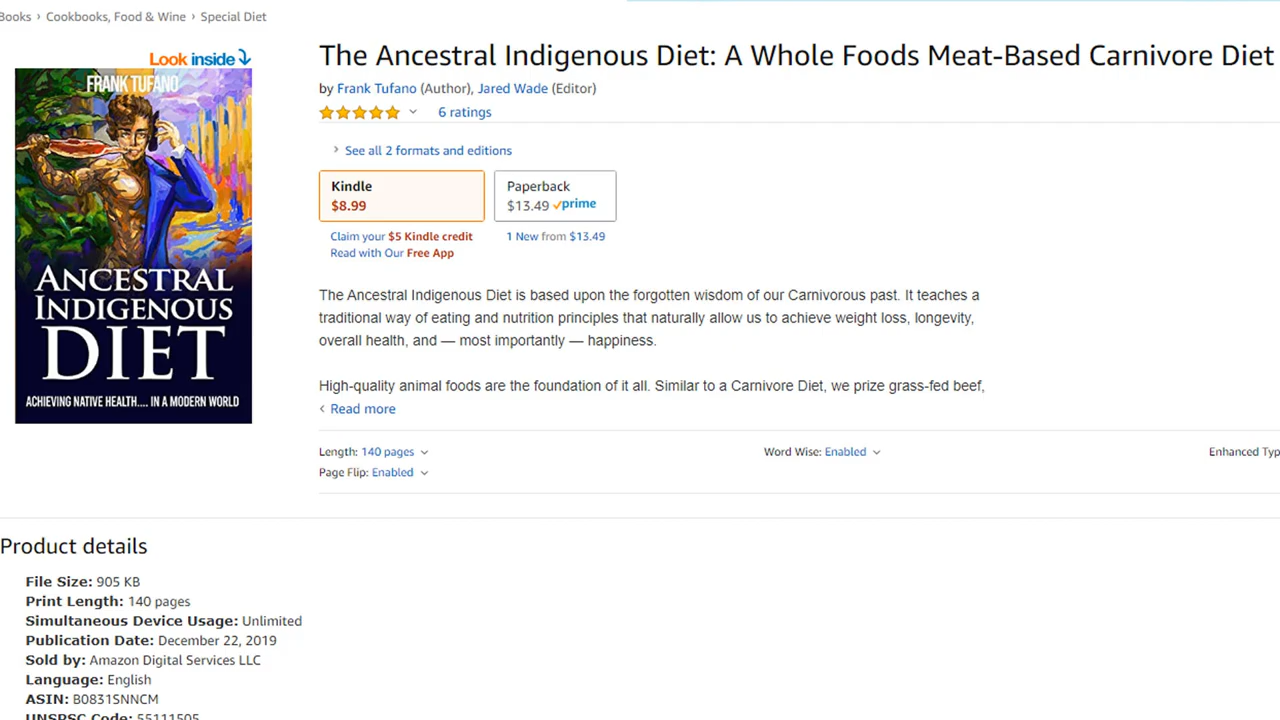 Books › Cookbooks, Food & Wine › Special Diet
Look inside
FRANK TUFANO
ANCESTRAL
INDIGENOUS
DIET
ACHIEVING NATIVE HEALTH.... IN A MODERN WORLD
The Ancestral Indigenous Diet: A Whole Foods Meat-Based Carnivore Diet
by Frank Tufano (Author), Jared Wade (Editor)
6 ratings
› See all 2 formats and editions
Kindle
$8.99
Paperback
$13.49 prime
Claim your $5 Kindle credit
Read with Our Free App
1 New from $13.49
The Ancestral Indigenous Diet is based upon the forgotten wisdom of our Carnivorous past. It teaches a
traditional way of eating and nutrition principles that naturally allow us to achieve weight loss, longevity,
overall health, and — most importantly — happiness.
High-quality animal foods are the foundation of it all. Similar to a Carnivore Diet, we prize grass-fed beef,
‹ Read more
Length: 140 pages
Word Wise: Enabled
Enhanced Typ
Page Flip: Enabled
Product details
File Size: 905 KB
Print Length: 140 pages
Simultaneous Device Usage: Unlimited
Publication Date: December 22, 2019
Sold by: Amazon Digital Services LLC
Language: English
ASIN: B0831SNNCM
UNSPSC Code: 55111505